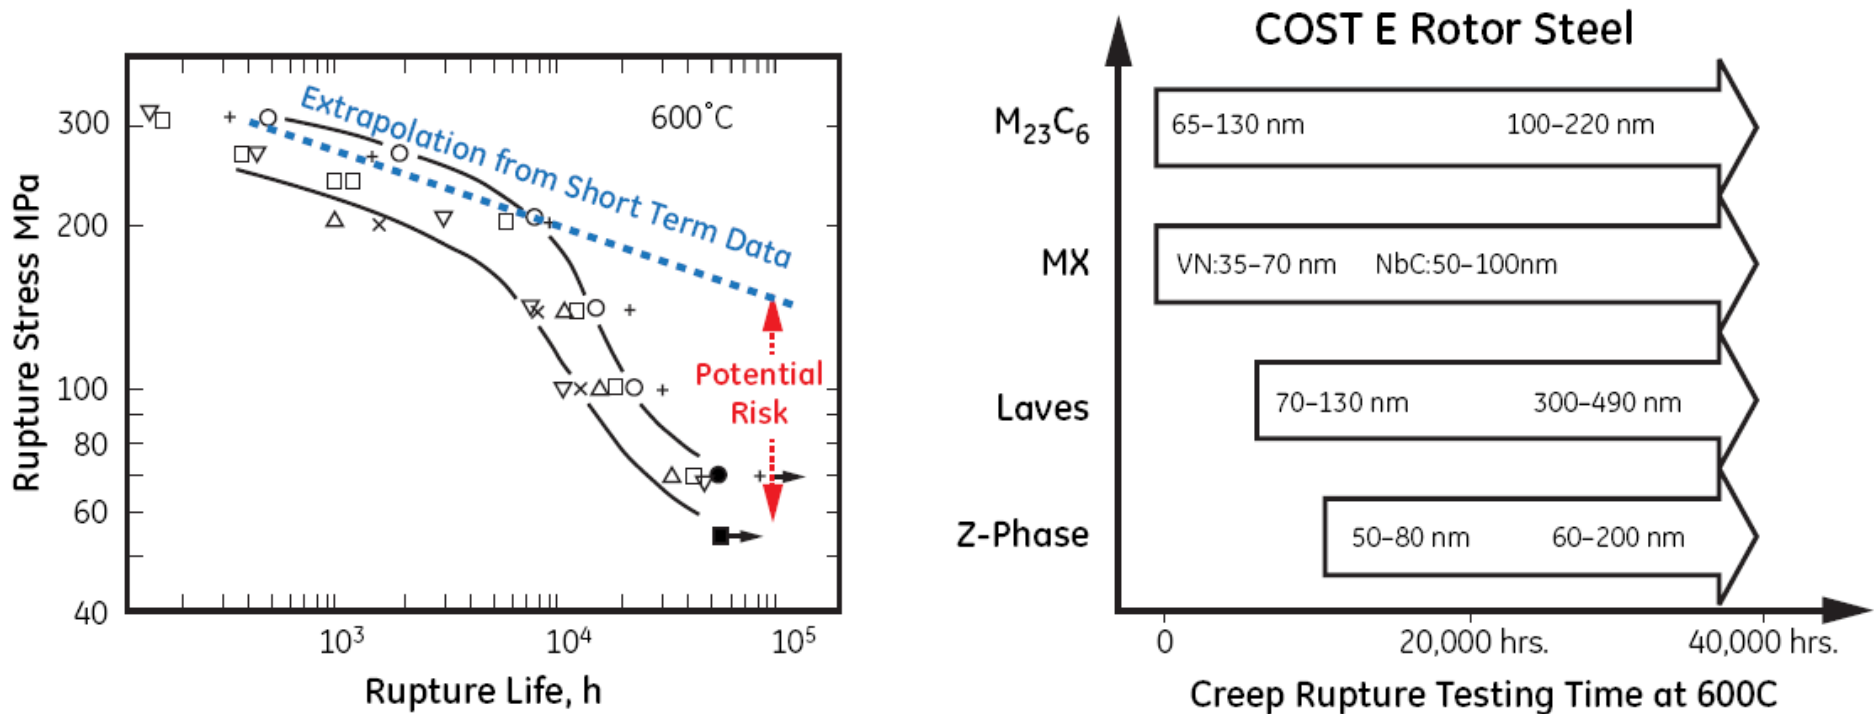 300
200
100
80
60
40
Rupture Stress MPa
Extrapolation from Short Term Data
600˚C
Potential
Risk
10³
10⁴
10⁵
Rupture Life, h
COST E Rotor Steel
M₂₃C₆
65–130 nm 100–220 nm
MX
VN:35–70 nm NbC:50–100nm
Laves
70–130 nm 300–490 nm
Z-Phase
50–80 nm 60–200 nm
0 20,000 hrs. 40,000 hrs.
Creep Rupture Testing Time at 600C